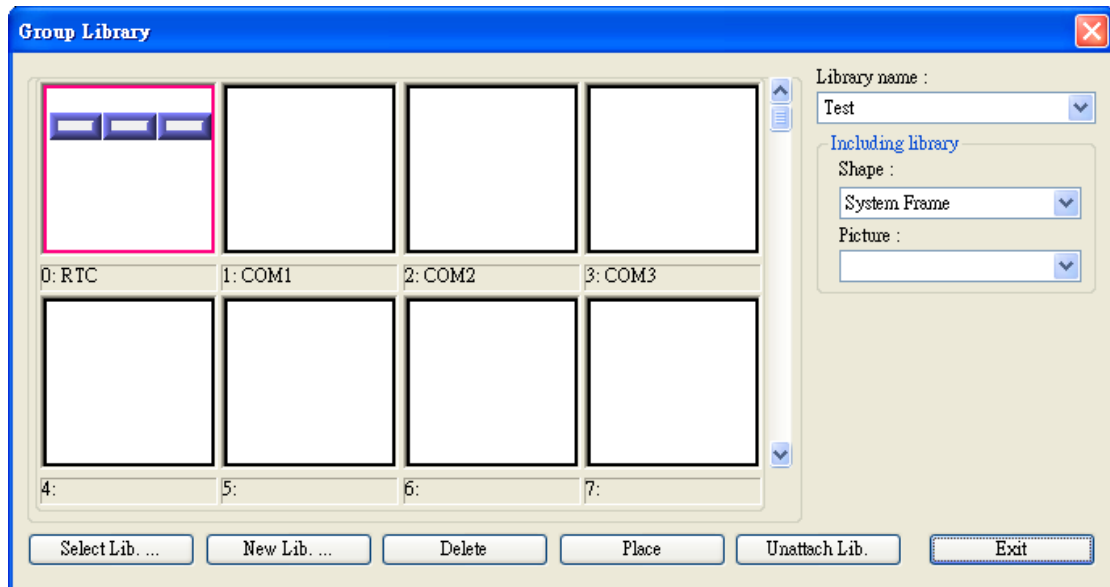 Group Library
Library name :
Test
Including library
Shape :
System Frame
Picture :
0: RTC
1: COM1
2: COM2
3: COM3
4:
5:
6:
7:
Select Lib. ...
New Lib. ...
Delete
Place
Unattach Lib.
Exit